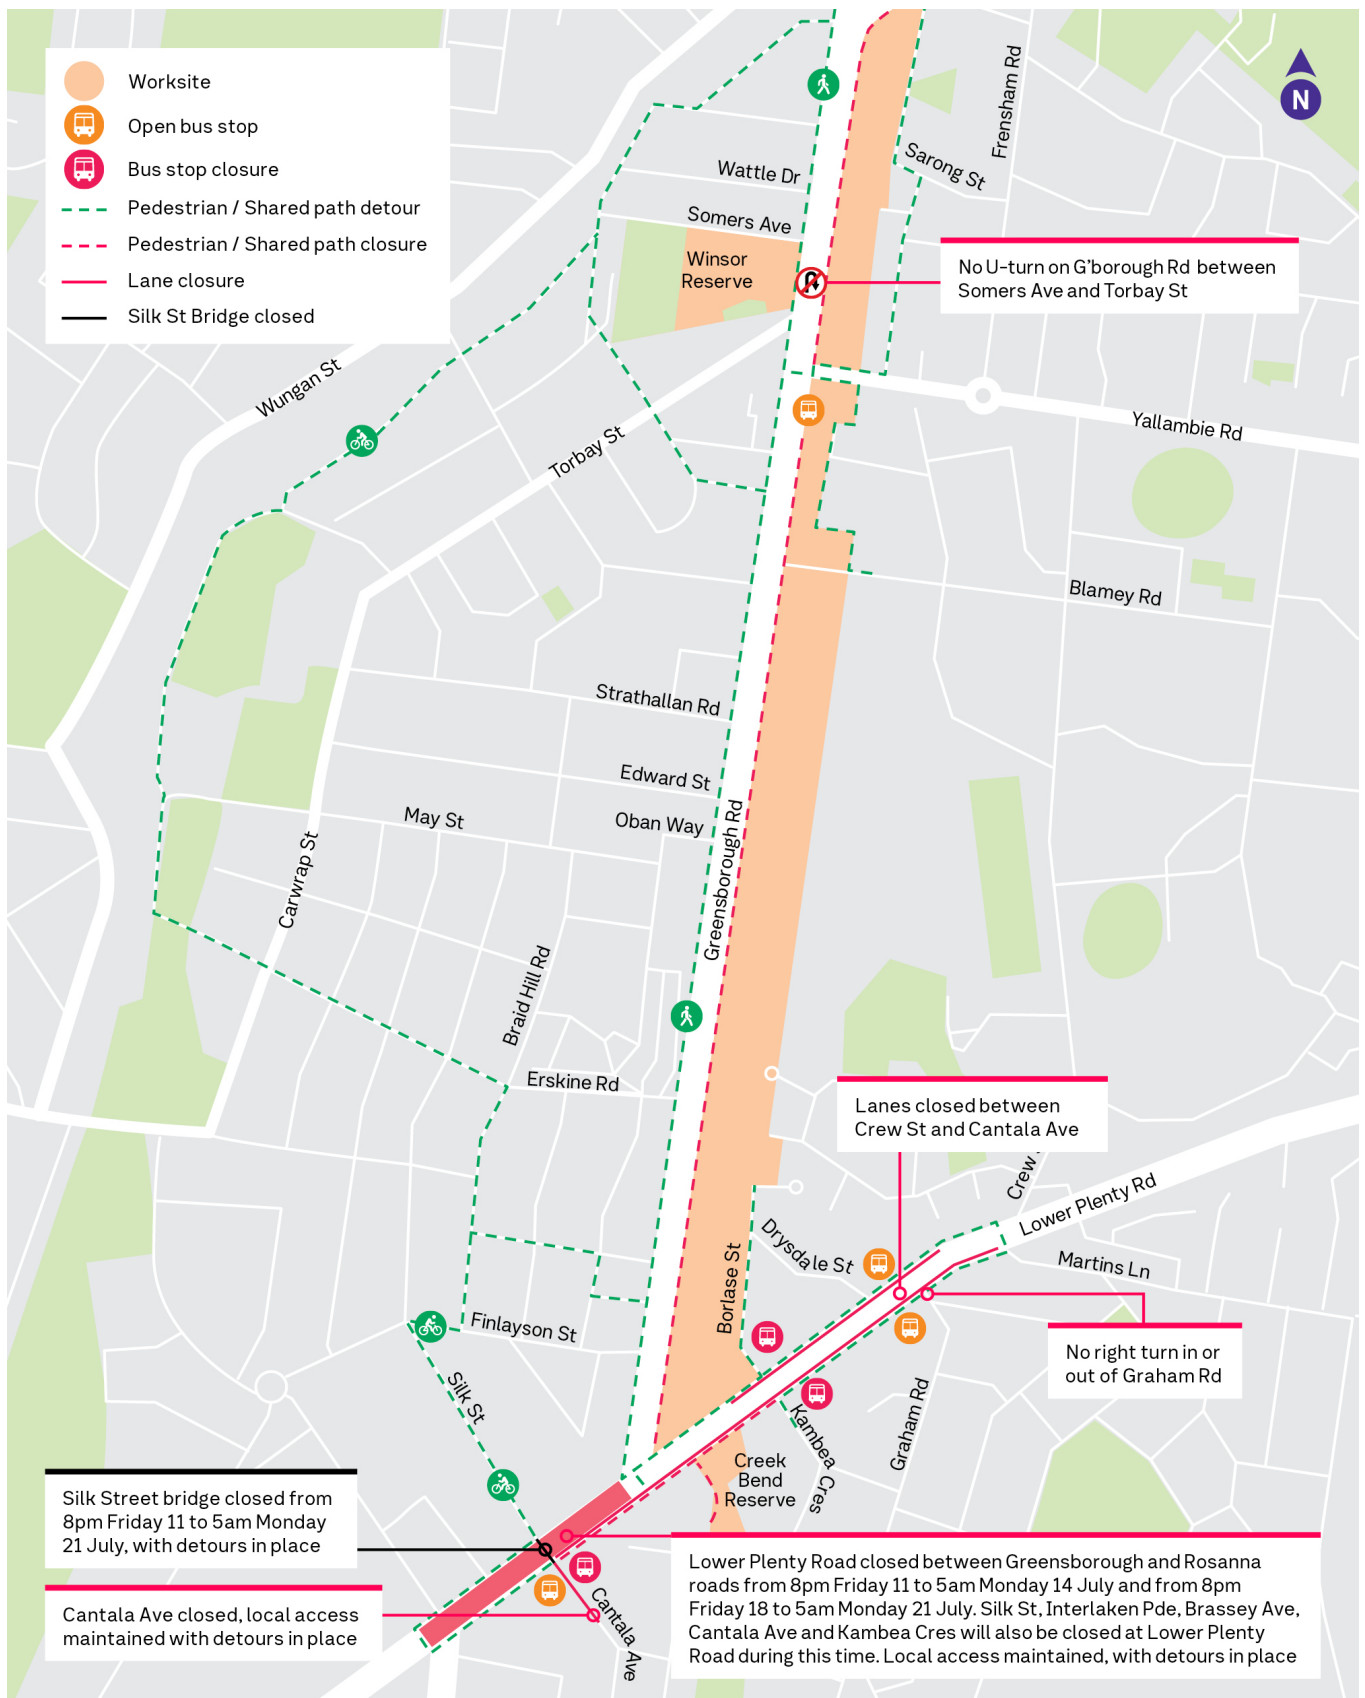 Worksite
Open bus stop
Bus stop closure
Pedestrian / Shared path detour
Pedestrian / Shared path closure
Lane closure
Silk St Bridge closed
N
Frensham Rd
Sarong St
Wattle Dr
Somers Ave
Winsor
Reserve
No U-turn on G'borough Rd between
Somers Ave and Torbay St
Wungan St
Torbay St
Yallambie Rd
Blamey Rd
Strathallan Rd
Edward St
Oban Way
May St
Carwrap St
Greensborough Rd
Braid Hill Rd
Erskine Rd
Lanes closed between
Crew St and Cantala Ave
Crew
Lower Plenty Rd
Drysdale St
Martins Ln
Borlase St
Finlayson St
No right turn in or
out of Graham Rd
Silk St
Kambea Cres
Graham Rd
Creek
Bend
Reserve
Silk Street bridge closed from
8pm Friday 11 to 5am Monday
21 July, with detours in place
Cantala Ave closed, local access
maintained with detours in place
Cantala Ave
Lower Plenty Road closed between Greensborough and Rosanna
roads from 8pm Friday 11 to 5am Monday 14 July and from 8pm
Friday 18 to 5am Monday 21 July. Silk St, Interlaken Pde, Brassey Ave,
Cantala Ave and Kambea Cres will also be closed at Lower Plenty
Road during this time. Local access maintained, with detours in place